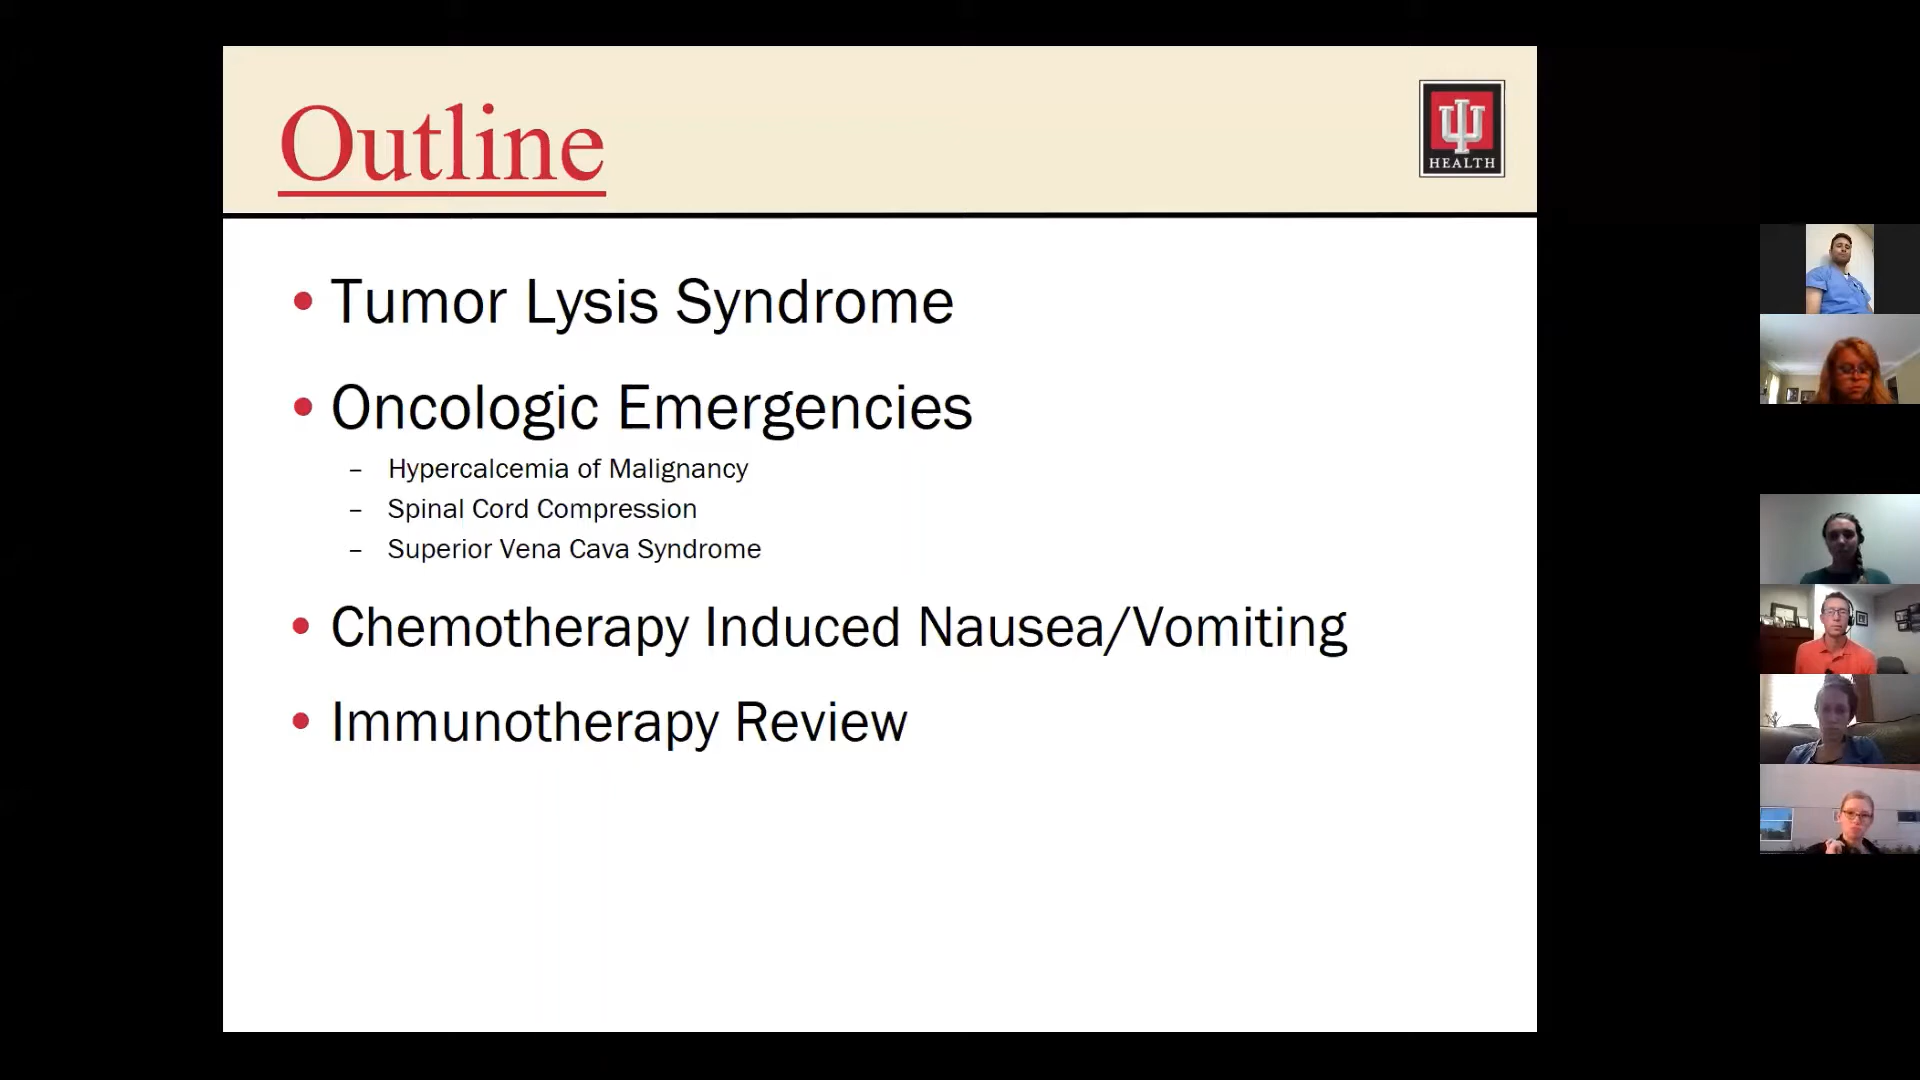 Outline
HEALTH
• Tumor Lysis Syndrome
• Oncologic Emergencies
– Hypercalcemia of Malignancy
– Spinal Cord Compression
– Superior Vena Cava Syndrome
• Chemotherapy Induced Nausea/Vomiting
• Immunotherapy Review